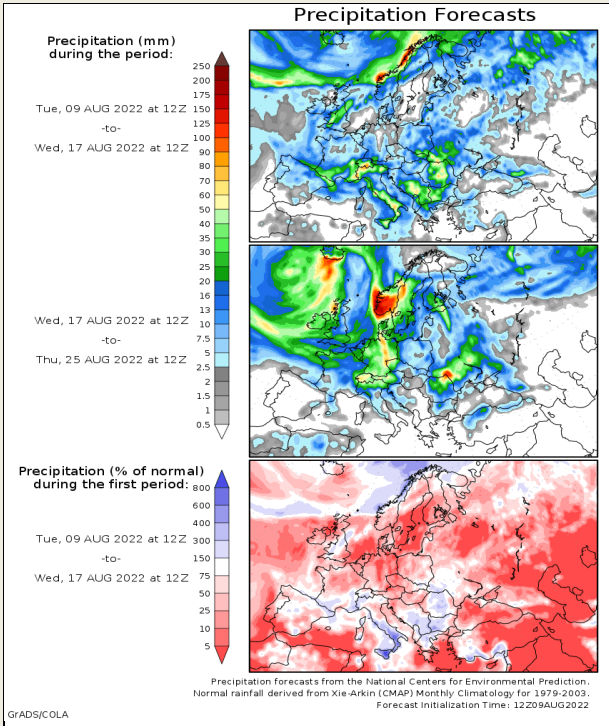 Precipitation Forecasts
Precipitation (mm)
during the period:
250
200
175
150
125
100
90
80
70
60
50
40
35
30
25
20
16
13
10
7.5
5
2.5
2
1.5
1
0.5
Tue, 09 AUG 2022 at 12Z
-to-
Wed, 17 AUG 2022 at 12Z
Wed, 17 AUG 2022 at 12Z
-to-
Thu, 25 AUG 2022 at 12Z
Precipitation (% of normal)
during the first period:
800
600
400
300
150
75
50
25
10
5
Tue, 09 AUG 2022 at 12Z
-to-
Wed, 17 AUG 2022 at 12Z
Precipitation forecasts from the National Centers for Environmental Prediction.
Normal rainfall derived from Xie-Arkin (CMAP) Monthly Climatology for 1979-2003.
Forecast Initialization Time: 12Z09AUG2022
GrADS/COLA